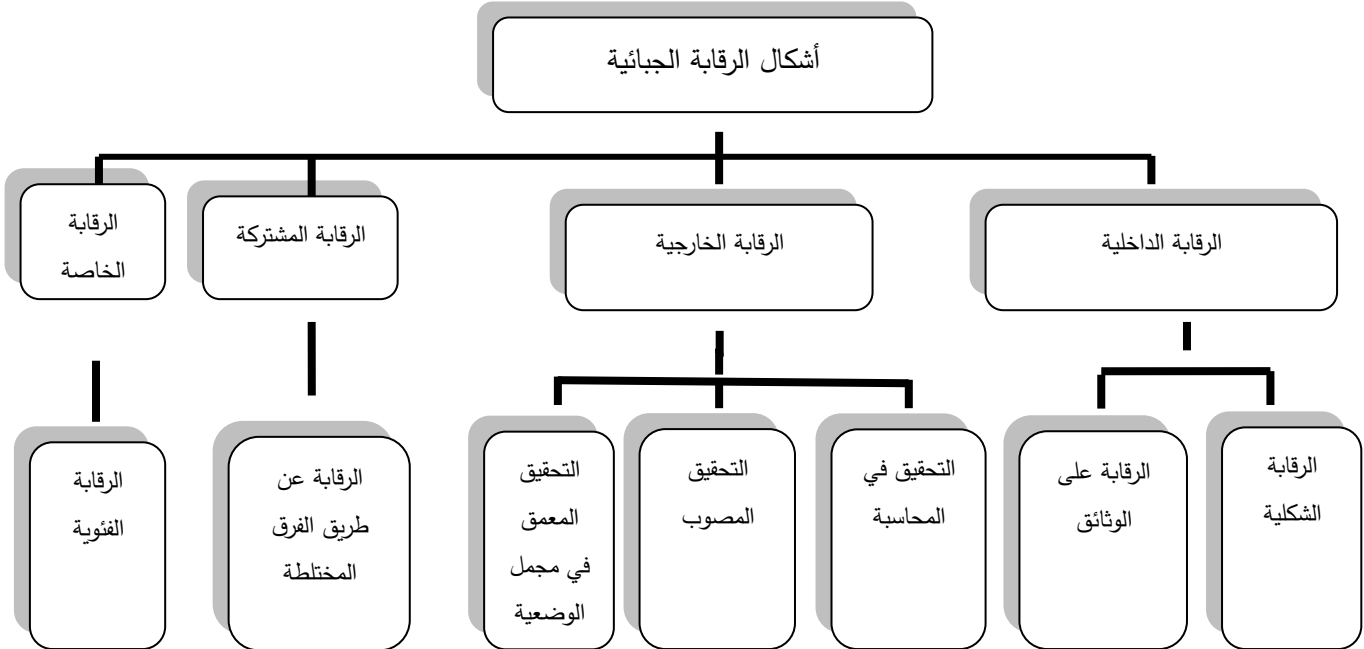 أشكال الرقابة الجبائية
الرقابة الداخلية
الرقابة الخارجية
الرقابة المشتركة
الرقابة
الخاصة
الرقابة
الشكلية
الرقابة على
الوثائق
التحقيق في
المحاسبة
التحقيق
المصوب
التحقيق
المعمق
في مجمل
الوضعية
الرقابة عن
طريق الفرق
المختلطة
الرقابة
الفئوية